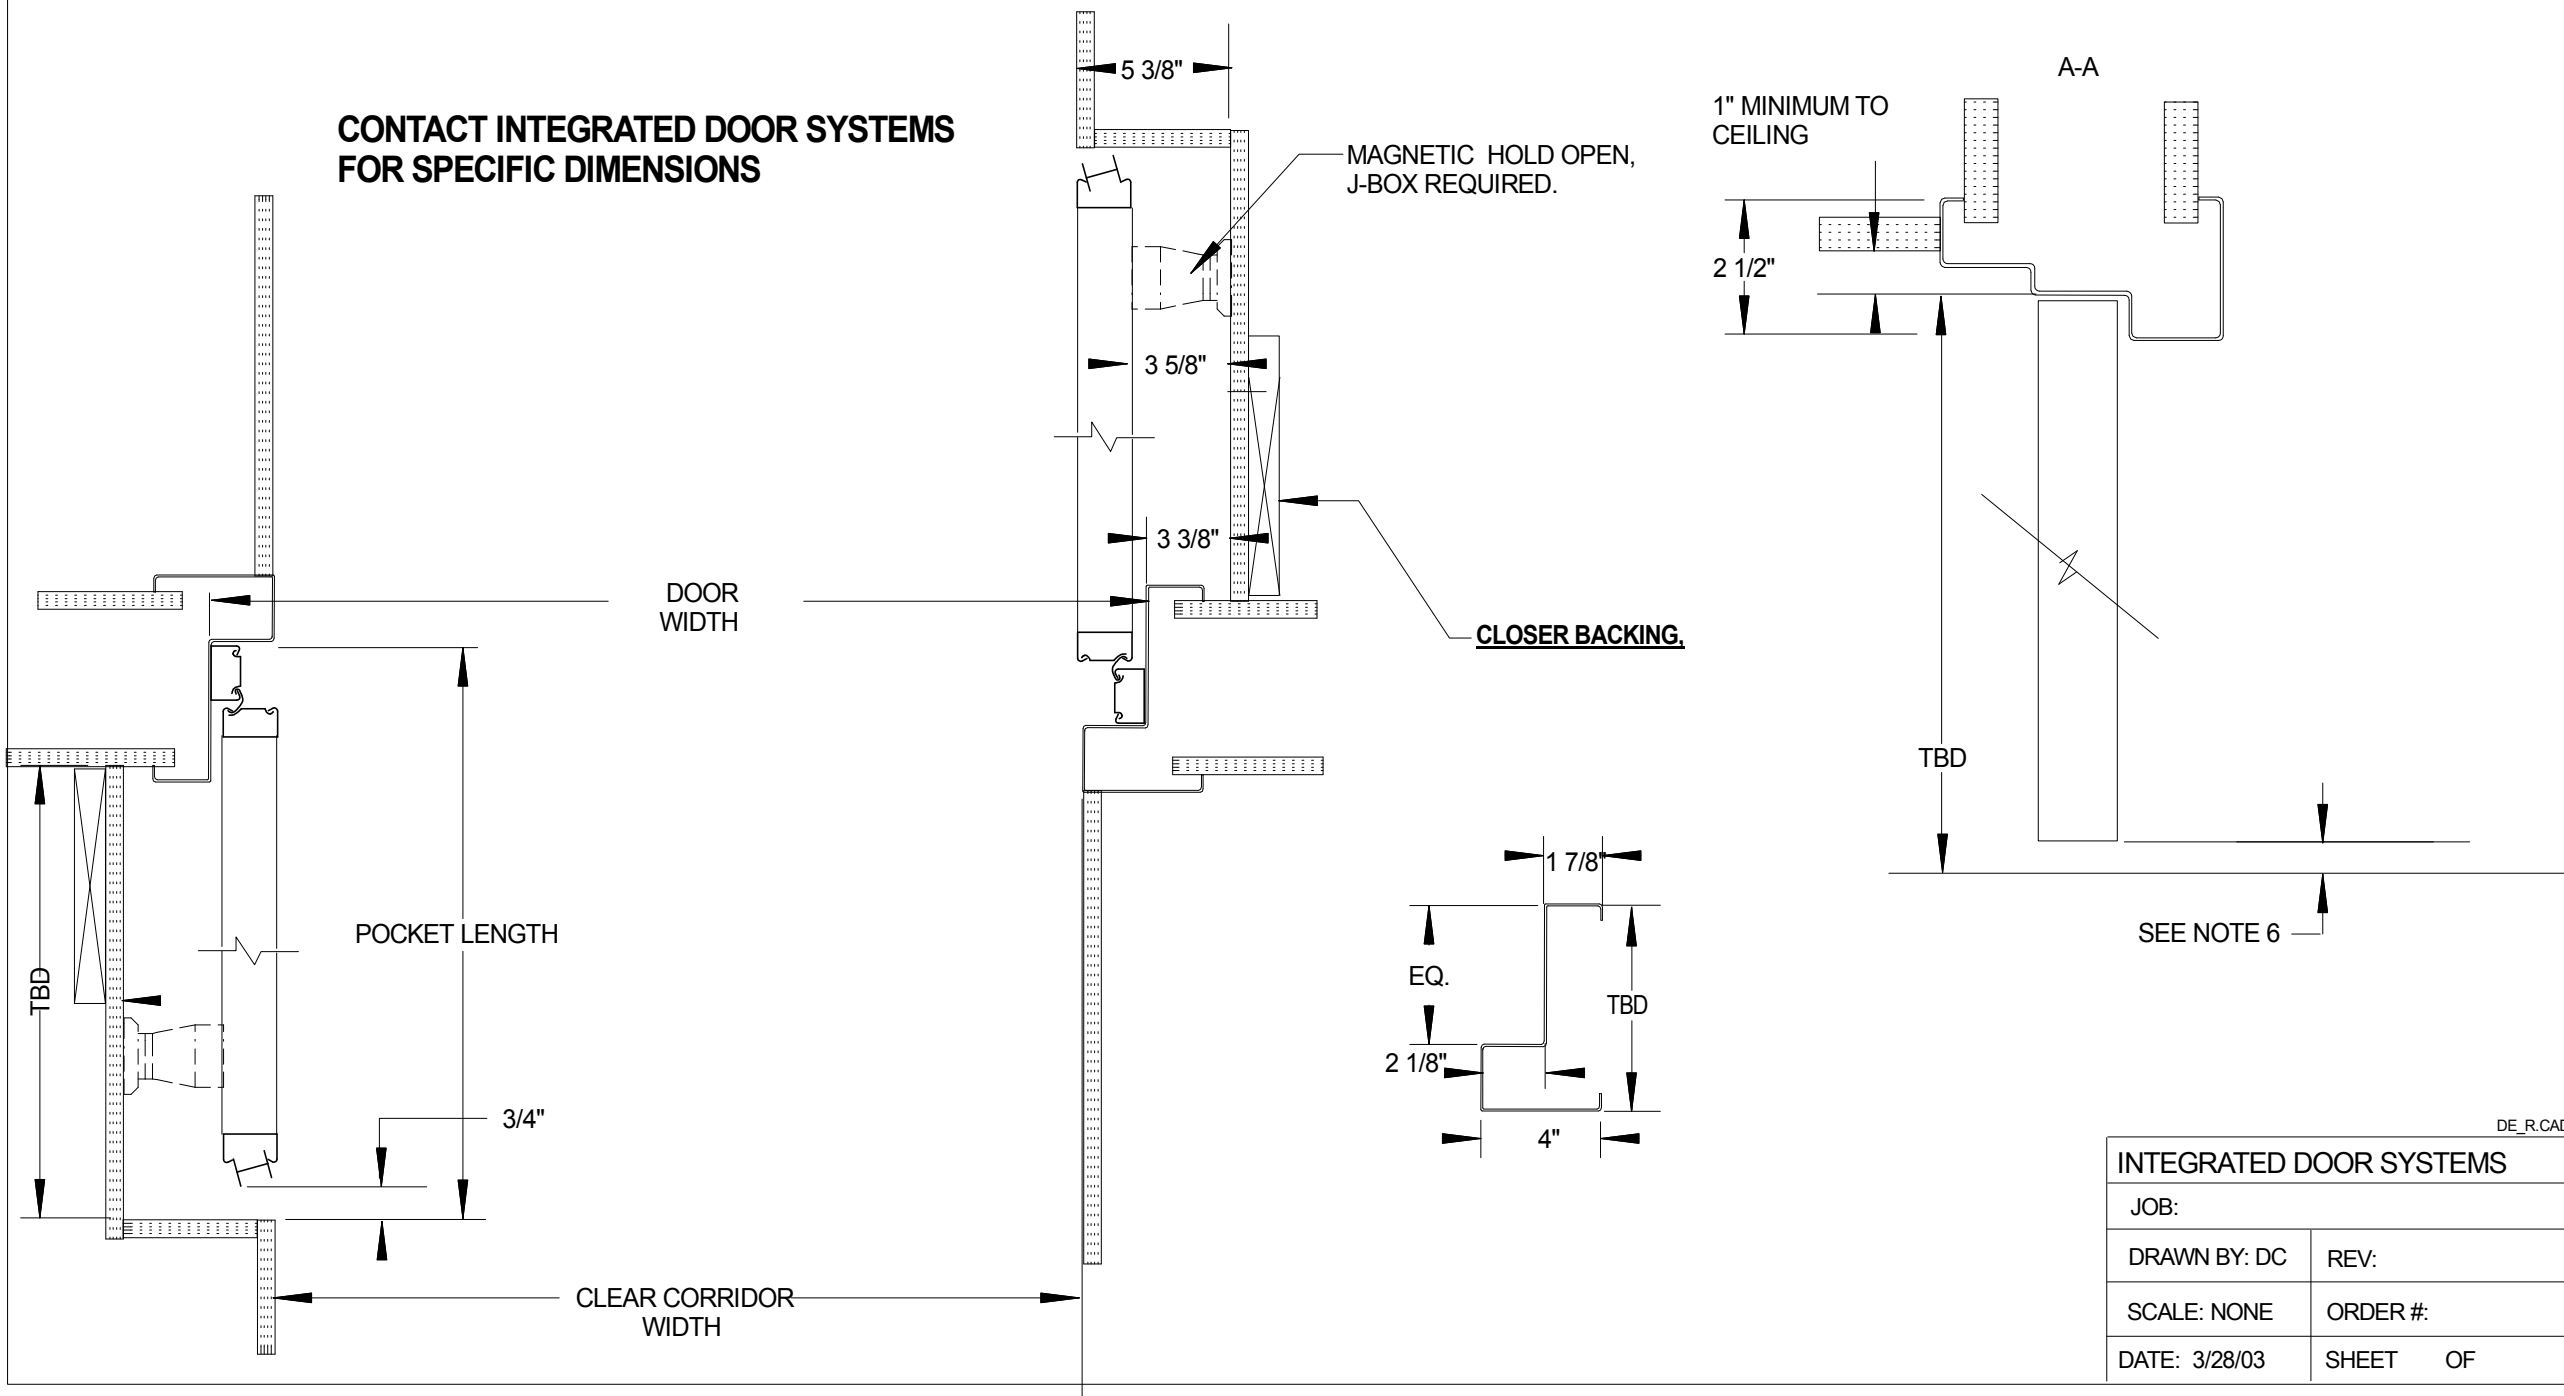 5 3/8"
A-A
1" MINIMUM TO
CEILING
CONTACT INTEGRATED DOOR SYSTEMS
FOR SPECIFIC DIMENSIONS
MAGNETIC HOLD OPEN,
J-BOX REQUIRED.
2 1/2"
3 5/8"
3 3/8"
DOOR
WIDTH
CLOSER BACKING,
TBD
1 7/8"
POCKET LENGTH
SEE NOTE 6
EQ.
TBD
TBD
2 1/8"
3/4"
4"
DE_R.CAD
INTEGRATED DOOR SYSTEMS
JOB:
DRAWN BY: DC REV:
CLEAR CORRIDOR
WIDTH
SCALE: NONE ORDER #:
DATE: 3/28/03 SHEET OF